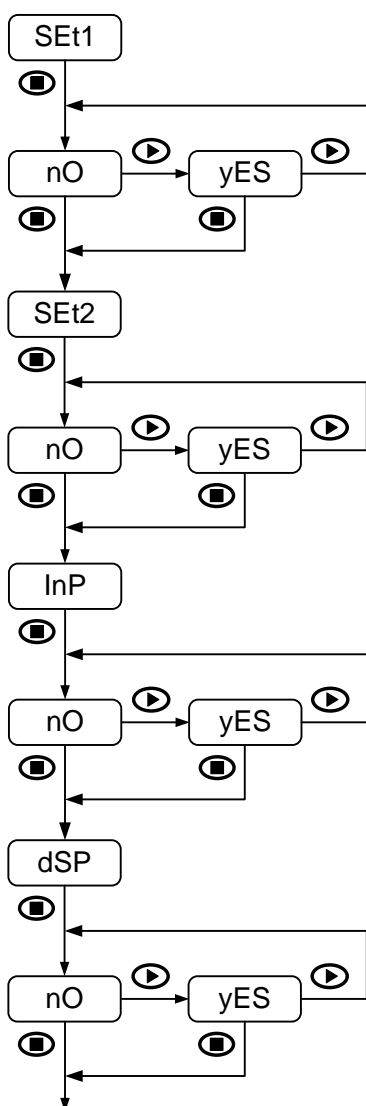 SEt1
nO yES
SEt2
nO yES
InP
nO yES
dSP
nO yES